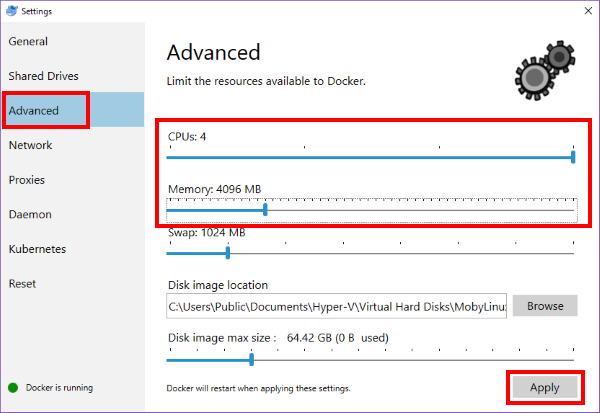 Settings
General
Shared Drives
Advanced
Network
Proxies
Daemon
Kubernetes
Reset
Docker is running
Advanced
Limit the resources available to Docker.
CPUs: 4
Memory: 4096 MB
Swap: 1024 MB
Disk image location
C:\Users\Public\Documents\Hyper-V\Virtual Hard Disks\MobyLinux
Browse
Disk image max size : 64.42 GB (0 B used)
Docker will restart when applying these settings.
Apply